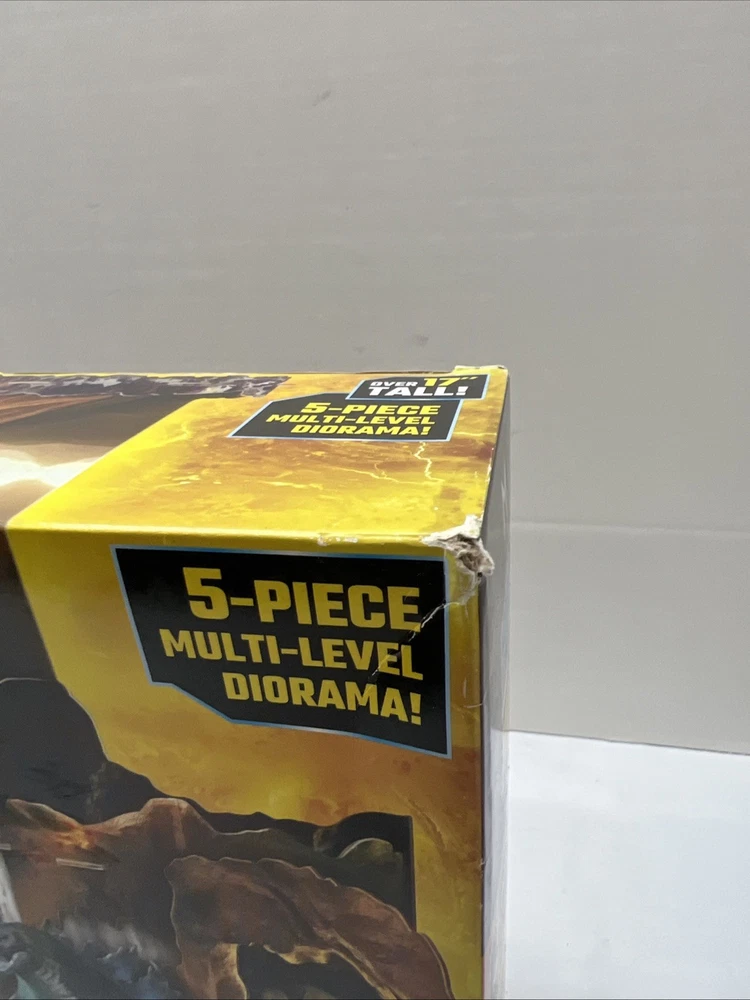 OVER 17"
TALL!
5-PIECE
MULTI-LEVEL
DIORAMA!
5-PIECE
MULTI-LEVEL
DIORAMA!